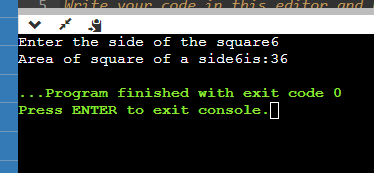 5 Write your code in this editor and
Enter the side of the square6
Area of square of a side6is:36
...Program finished with exit code 0
Press ENTER to exit console.